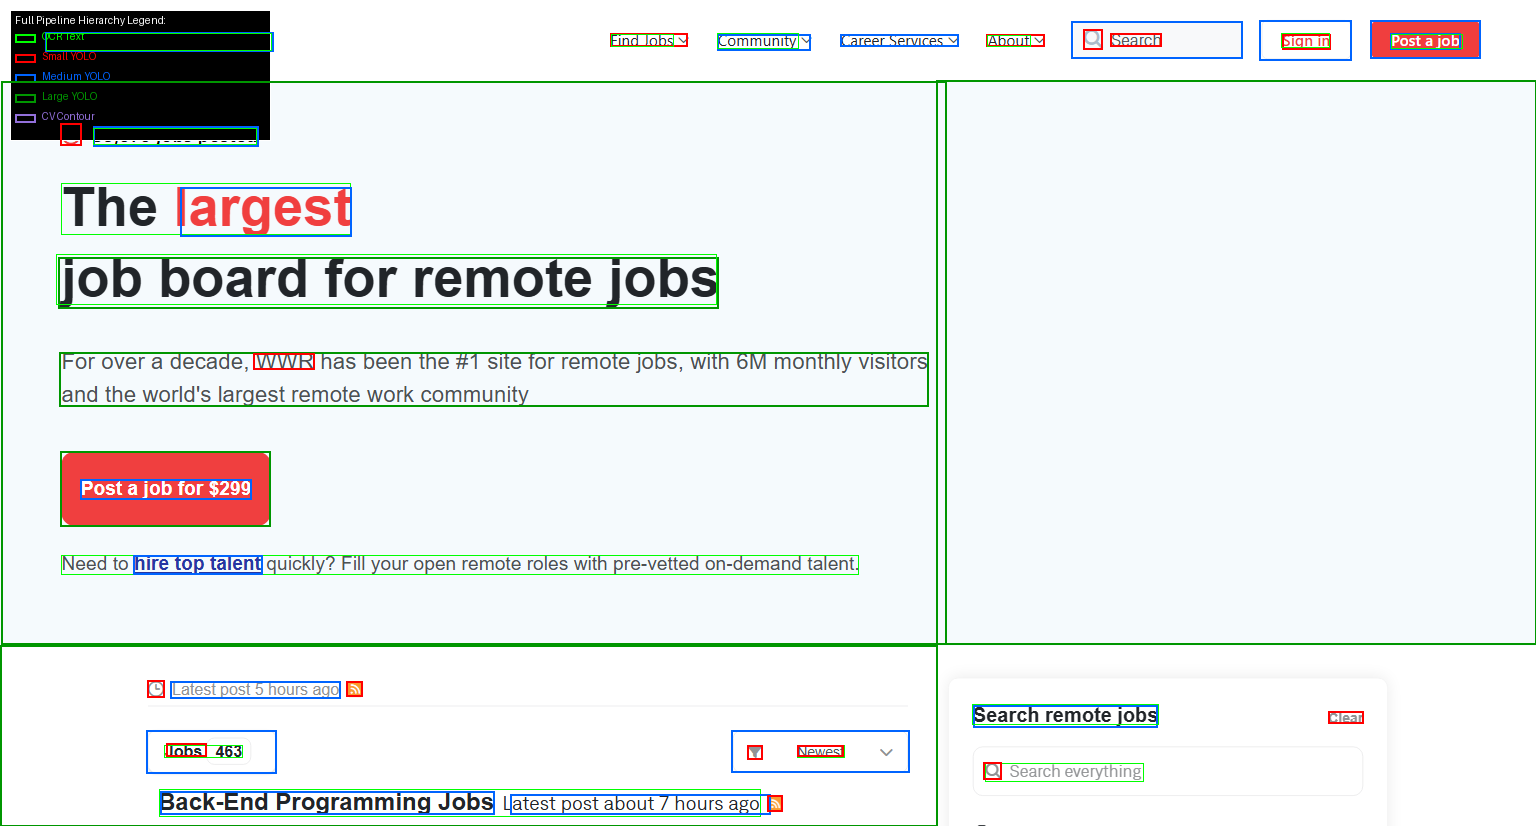 Full Pipeline Hierarchy Legend:
OCR Text
Small YOLO
Medium YOLO
Large YOLO
CVContour
Find Jobs
Community
Career Services
About
Search
Sign in
Post a job
jobs posted
The largest
job board for remote jobs
For over a decade, WWR has been the #1 site for remote jobs, with 6M monthly visitors
and the world's largest remote work community
Post a job for $299
Need to hire top talent quickly? Fill your open remote roles with pre-vetted on-demand talent.
Latest post 5 hours ago
Jobs 463
Newest
Back-End Programming Jobs Latest post about 7 hours ago
Search remote jobs
Clear
Search everything